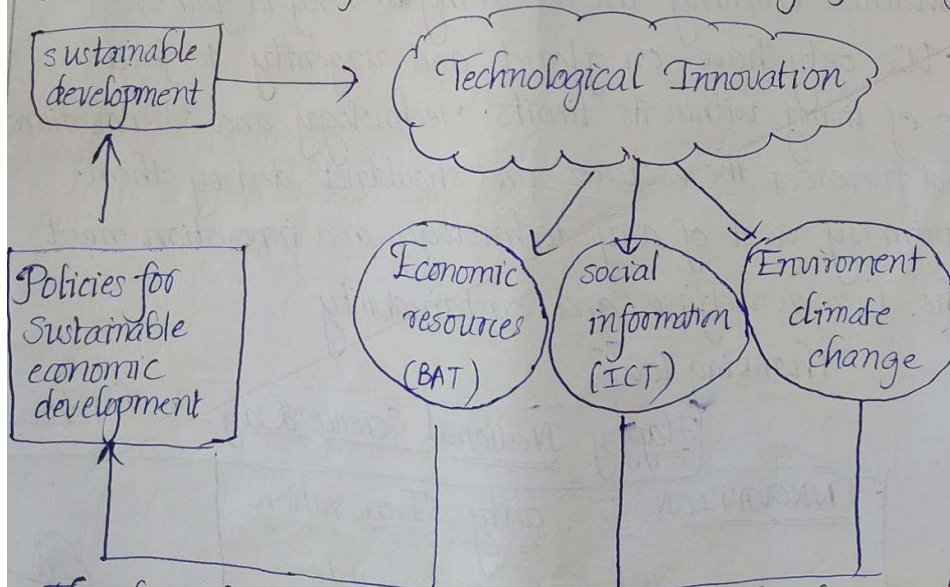 sustainable
development
Technological Innovation
Policies for
Sustainable
economic
development
Economic
resources
(BAT)
social
information
(ICT)
Enviroment
climate
change